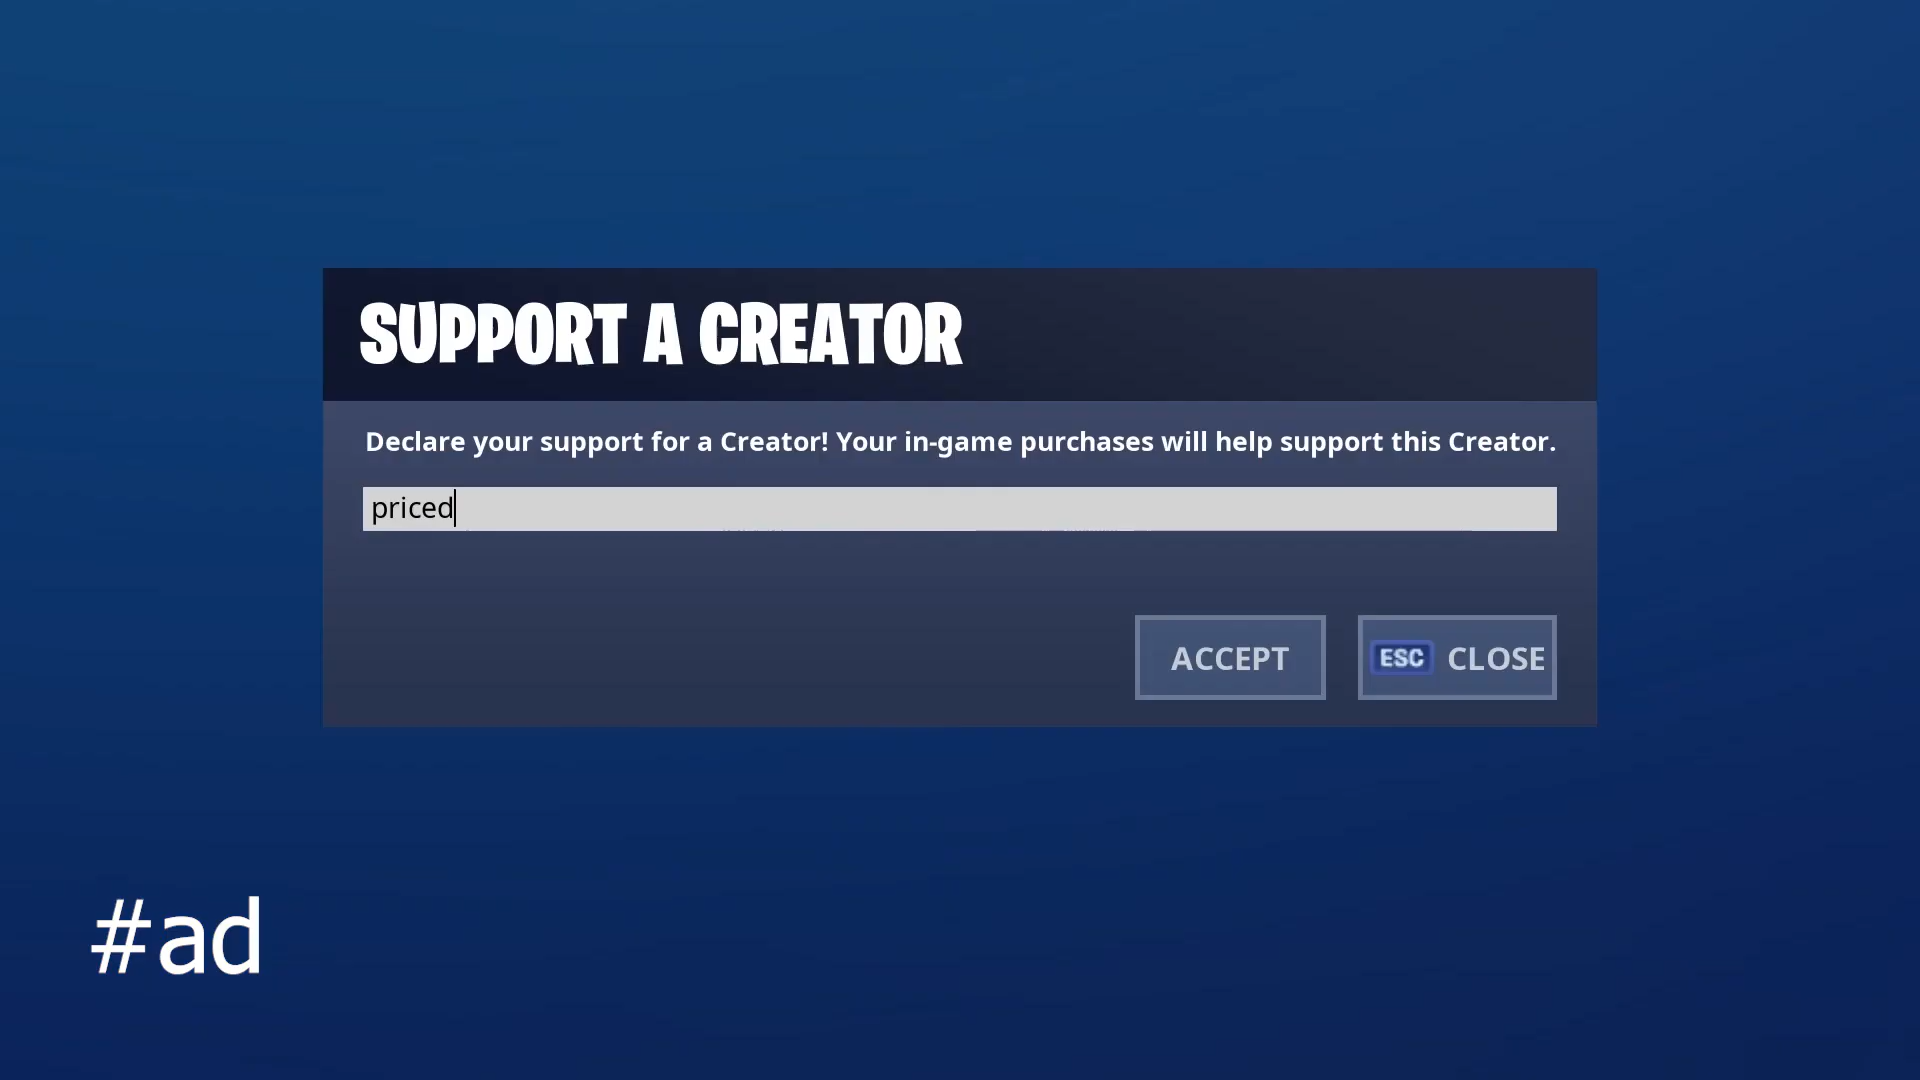 SUPPORT A CREATOR
Declare your support for a Creator! Your in-game purchases will help support this Creator.
priced
ACCEPT
ESC CLOSE
#ad